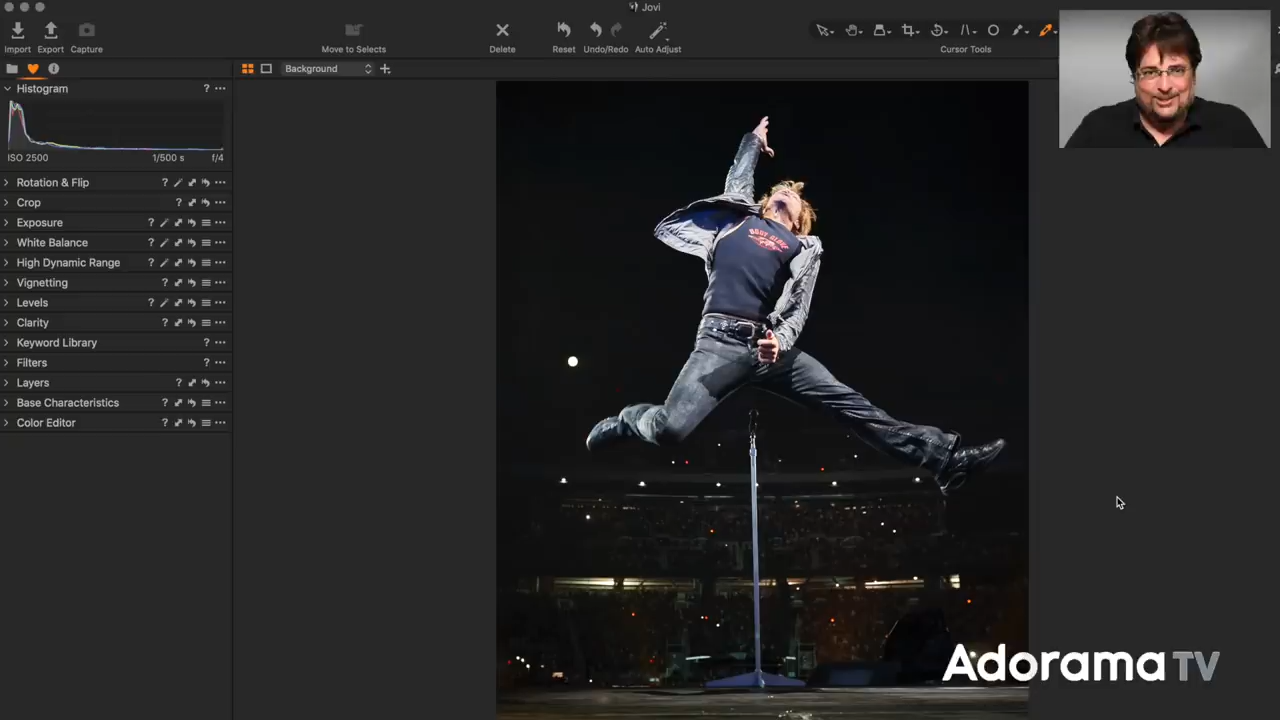 Jovi
Import Export Capture Move to Selects Delete Reset Undo/Redo Auto Adjust Cursor Tools
Background
Histogram
ISO 2500 1/500 s f/4
Rotation & Flip
Crop
Exposure
White Balance
High Dynamic Range
Vignetting
Levels
Clarity
Keyword Library
Filters
Layers
Base Characteristics
Color Editor
Adorama TV